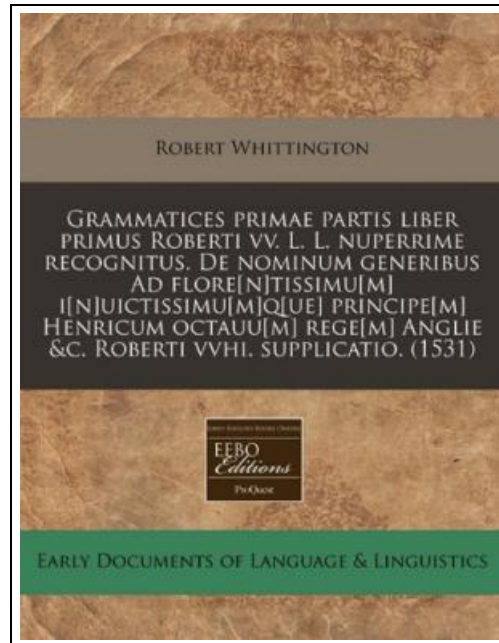 Robert Whittington
Grammatices primae partis liber
primus Roberti vv. L. L. nuperrime
recognitus. De nominum generibus
Ad flore[n]tissimu[m]
i[n]uictissimu[m]q[ue] principe[m]
Henricum octauu[m] rege[m] Anglie
&c. Roberti vvhi. supplicatio. (1531)
EEBO
Editions
ProQuest
Early Documents of Language & Linguistics